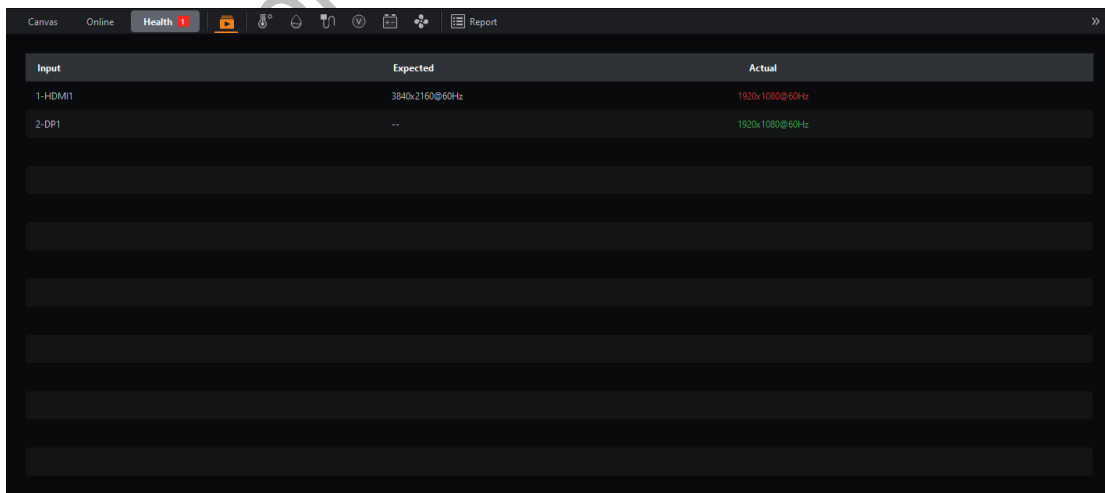 Canvas Online Health 1 V Report
Input Expected Actual
1-HDMI1 3840x2160@60Hz 1920x1080@60Hz
2-DP1 -- 1920x1080@60Hz